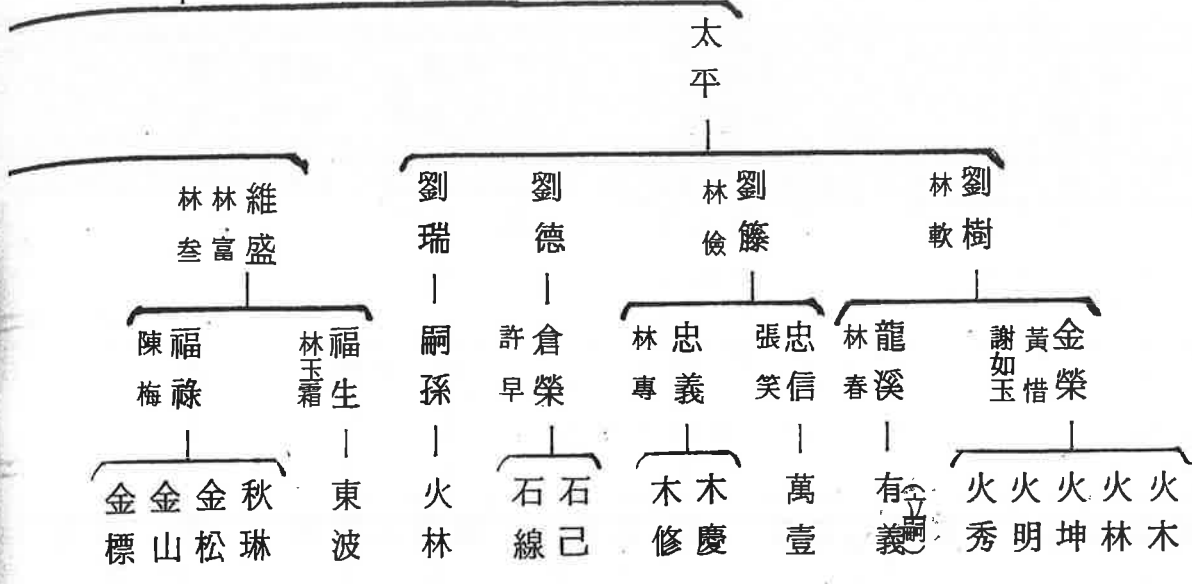 太平
劉樹
林軟
劉籐
林儉
劉德
劉瑞
維盛
林富
林叁
金榮
黃惜
謝如玉
龍溪
林春
忠信
張笑
忠義
林專
倉榮
許早
嗣孫
福生
林玉霜
福祿
陳梅
火木
火林
火坤
火明
火秀
有義(立嗣)
萬壹
木慶
木修
石己
石線
火林
東波
秋琳
金松
金山
金標